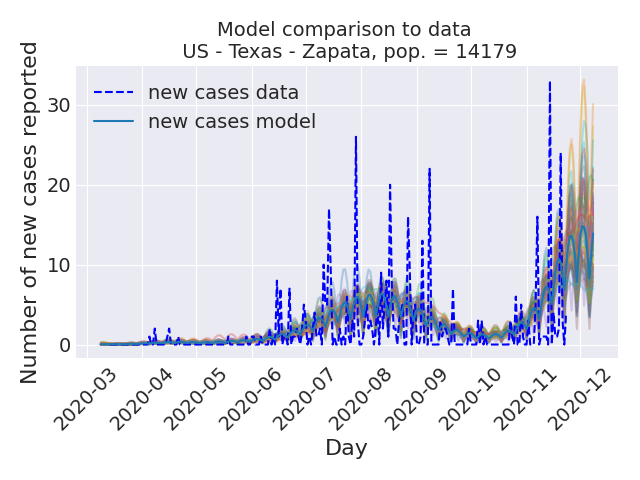 Model comparison to data
US - Texas - Zapata, pop. = 14179
Number of new cases reported
30
20
10
0
new cases data
new cases model
2020-03
2020-04
2020-05
2020-06
2020-07
2020-08
2020-09
2020-10
2020-11
2020-12
Day